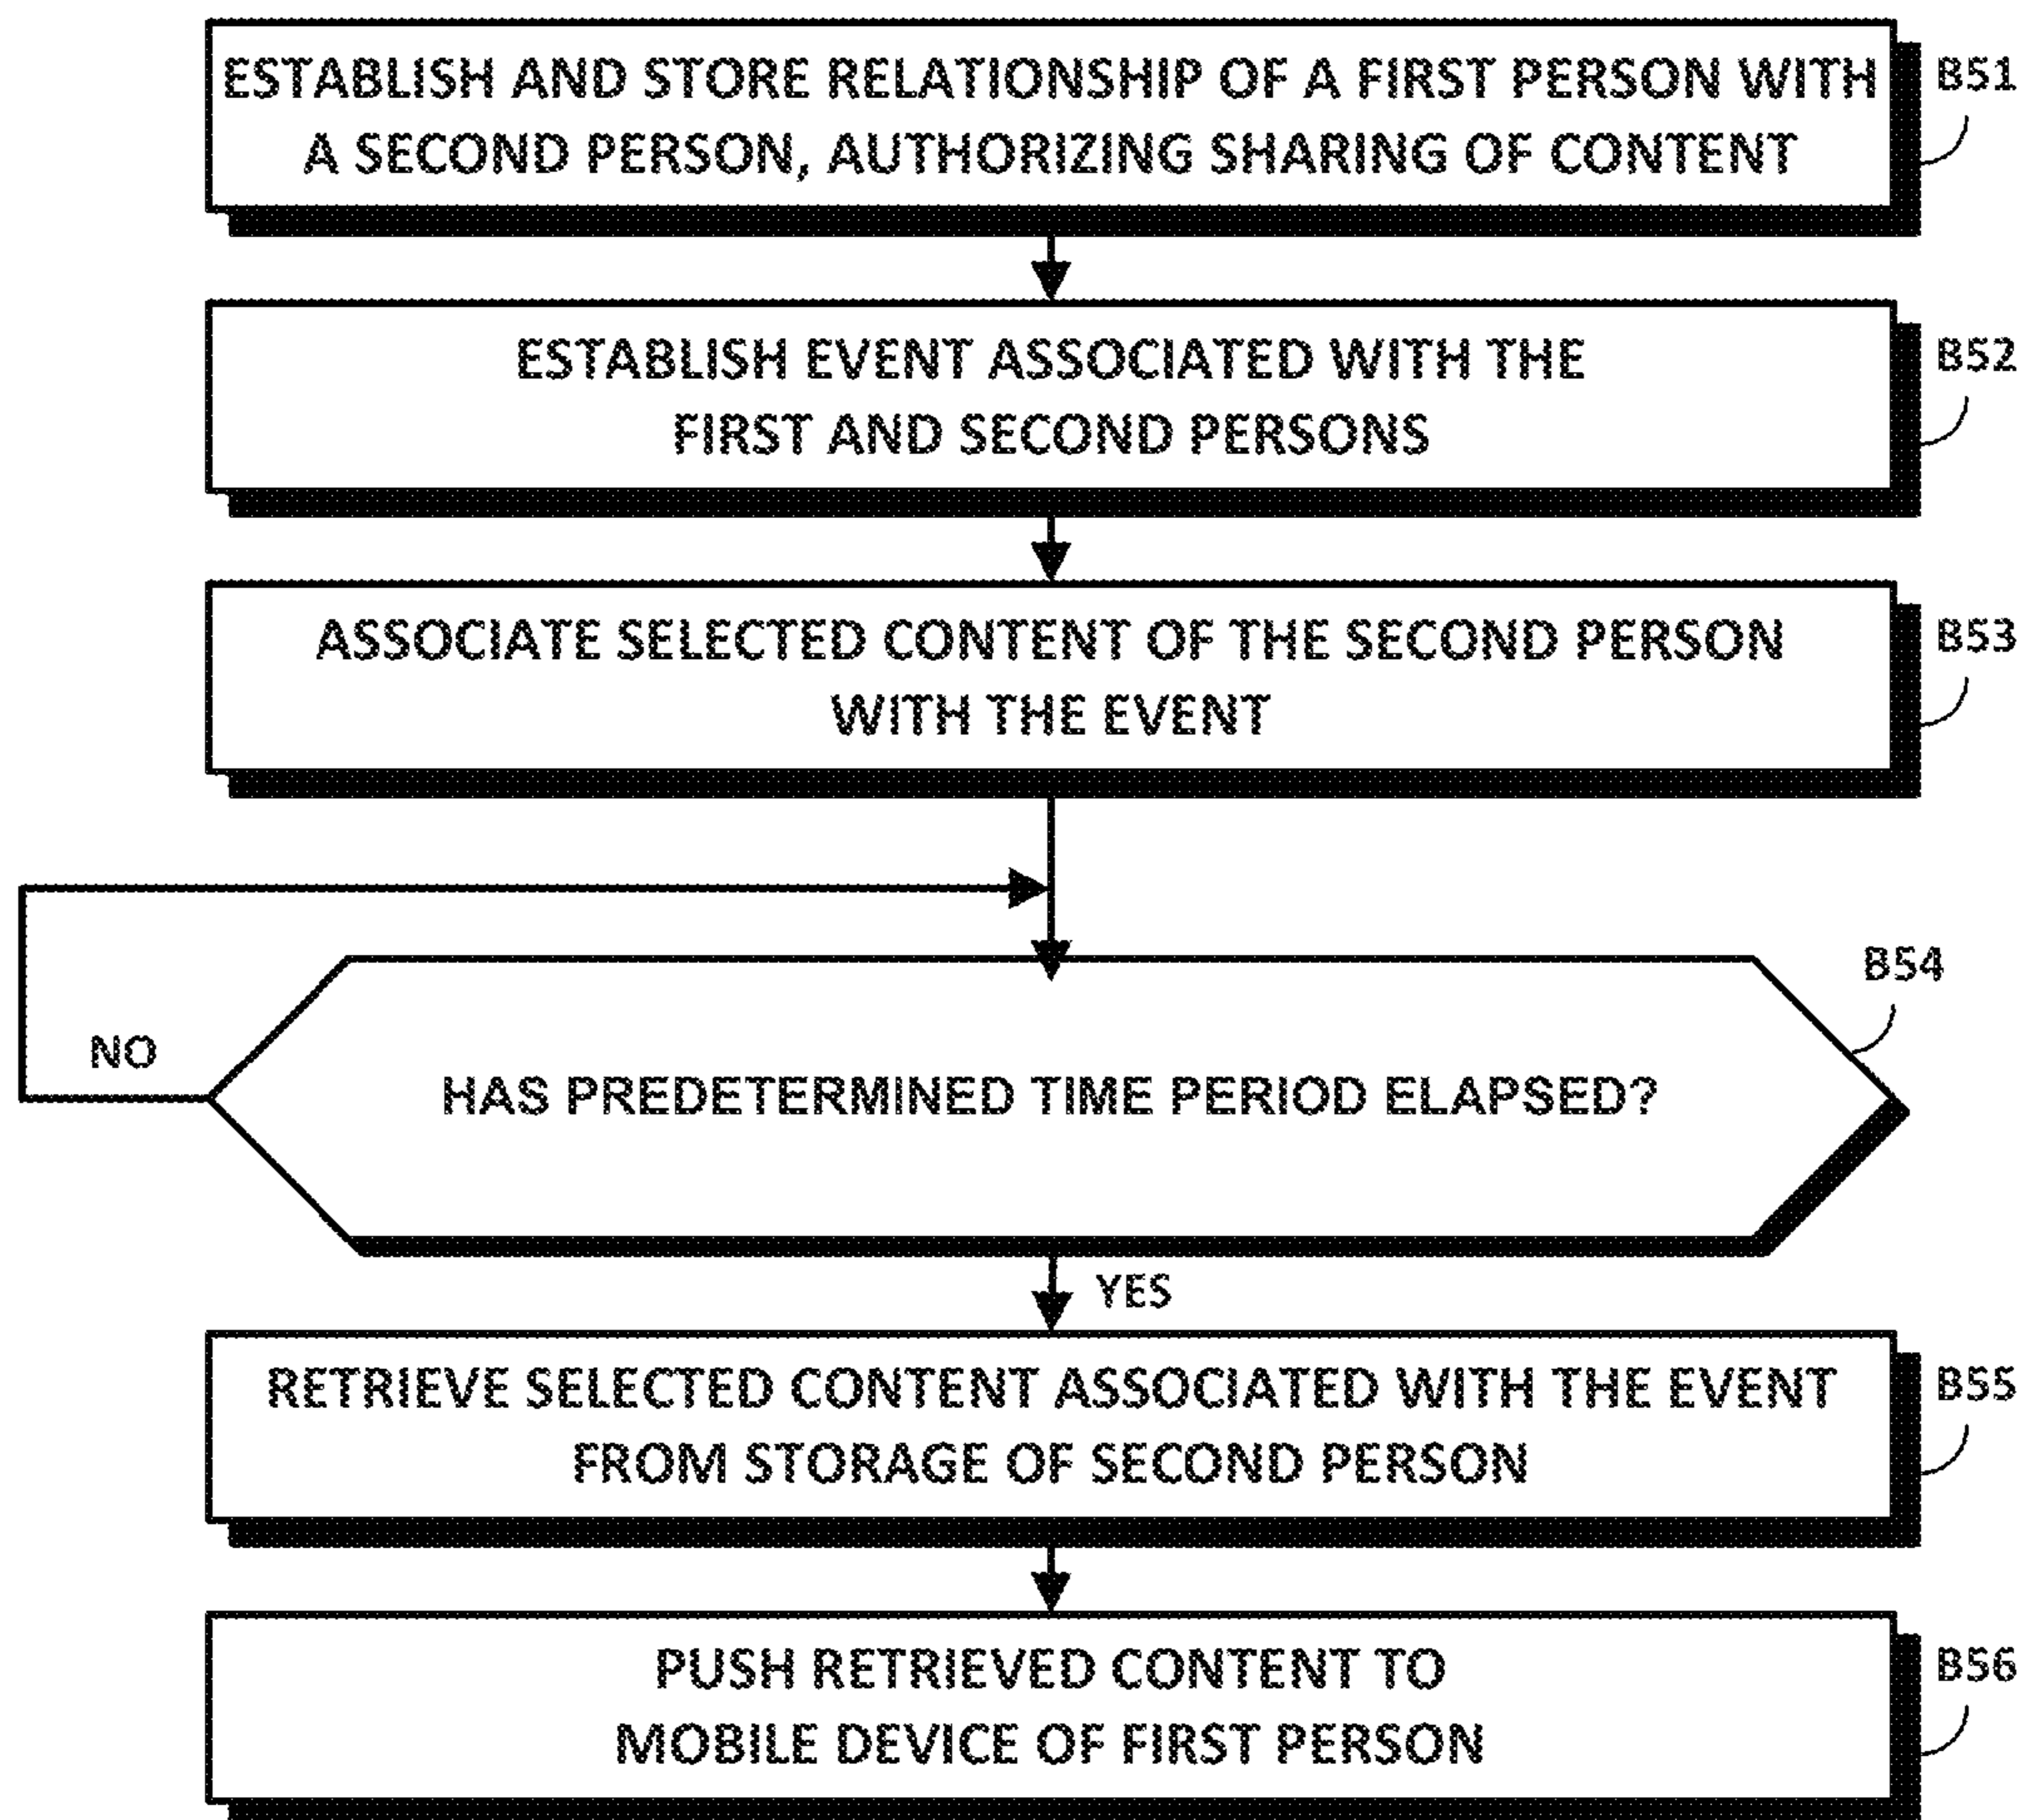 ESTABLISH AND STORE RELATIONSHIP OF A FIRST PERSON WITH
A SECOND PERSON, AUTHORIZING SHARING OF CONTENT
B51
ESTABLISH EVENT ASSOCIATED WITH THE
FIRST AND SECOND PERSONS
B52
ASSOCIATE SELECTED CONTENT OF THE SECOND PERSON
WITH THE EVENT
B53
B54
NO
HAS PREDETERMINED TIME PERIOD ELAPSED?
YES
RETRIEVE SELECTED CONTENT ASSOCIATED WITH THE EVENT
FROM STORAGE OF SECOND PERSON
B55
PUSH RETRIEVED CONTENT TO
MOBILE DEVICE OF FIRST PERSON
B56